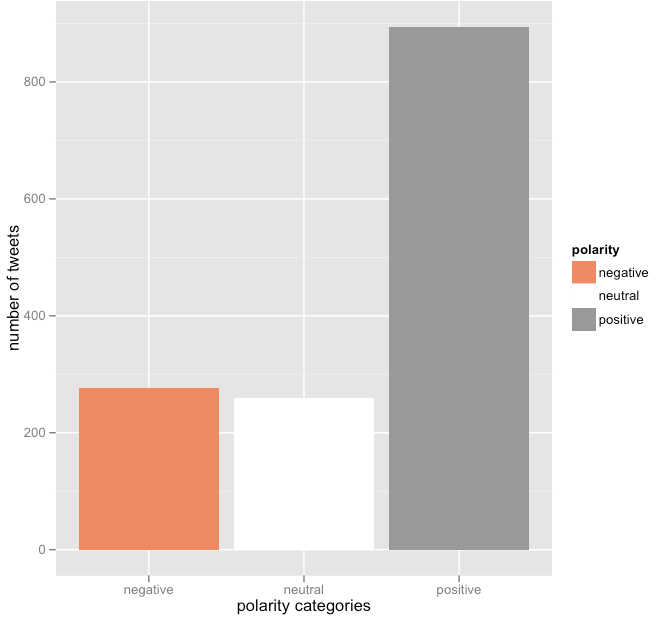 800
600
400
200
0
number of tweets
negative
neutral
positive
polarity categories
polarity
negative
neutral
positive